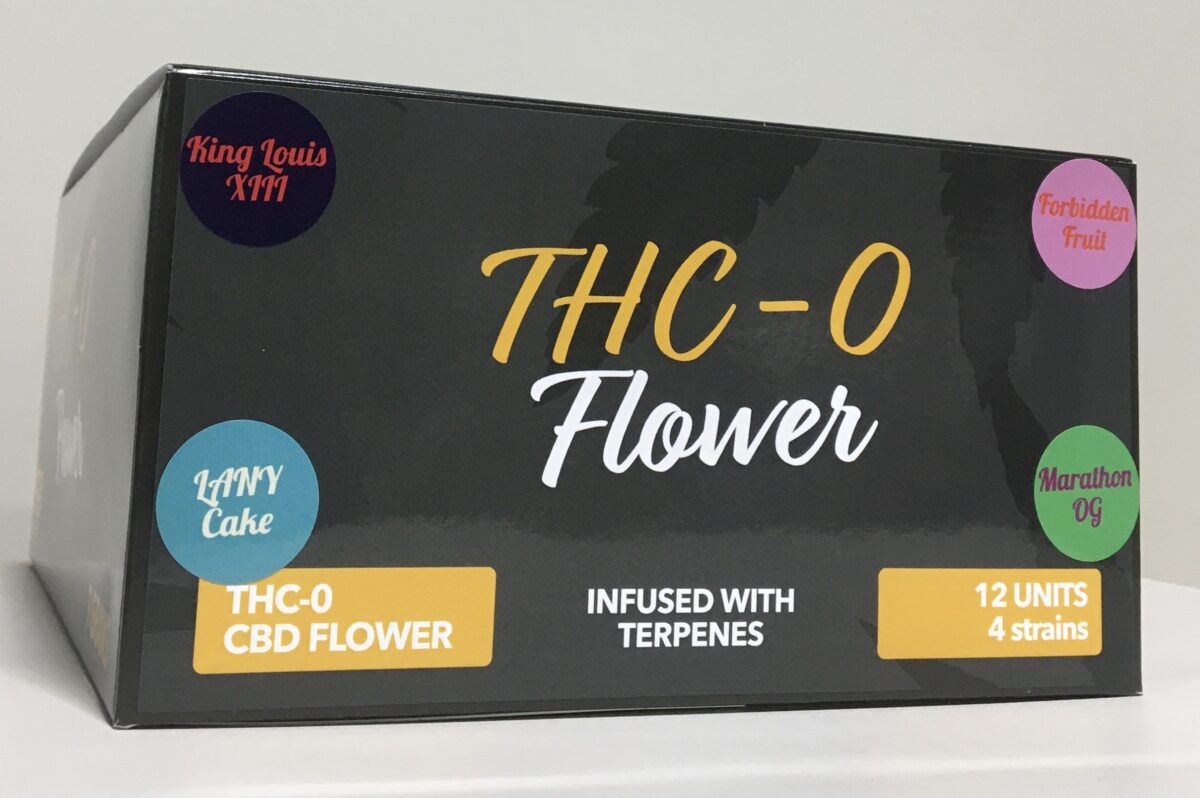 King Louis
XIII
Forbidden
Fruit
THC-O
Flower
LANY
Cake
Marathon
OG
THC-0
CBD FLOWER
INFUSED WITH
TERPENES
12 UNITS
4 strains